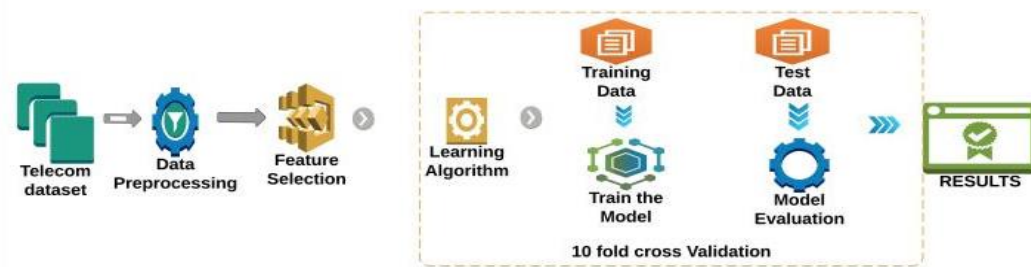 Telecom
dataset
Data
Preprocessing
Feature
Selection
Learning
Algorithm
Training
Data
Train the
Model
Test
Data
Model
Evaluation
10 fold cross Validation
RESULTS